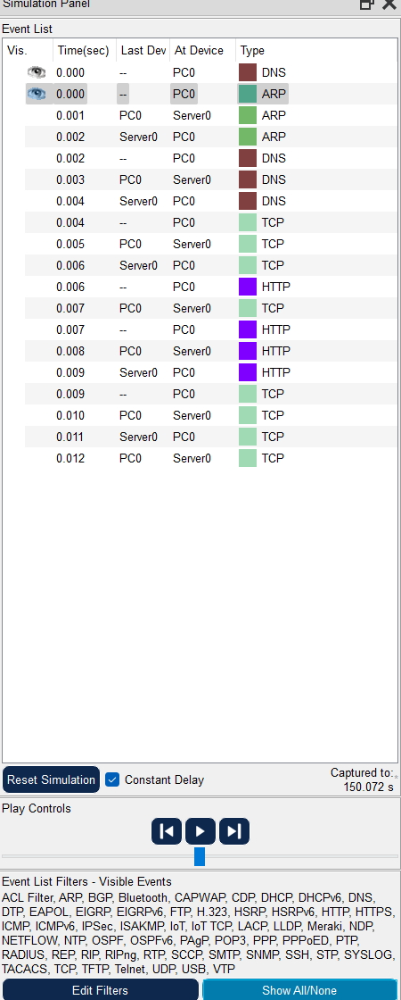 Simulation Panel
Event List
Vis. Time(sec) Last Dev At Device Type
0.000 -- PC0 DNS
0.000 -- PC0 ARP
0.001 PC0 Server0 ARP
0.002 Server0 PC0 ARP
0.002 -- PC0 DNS
0.003 PC0 Server0 DNS
0.004 Server0 PC0 DNS
0.004 -- PC0 TCP
0.005 PC0 Server0 TCP
0.006 Server0 PC0 TCP
0.006 -- PC0 HTTP
0.007 PC0 Server0 TCP
0.007 -- PC0 HTTP
0.008 PC0 Server0 HTTP
0.009 Server0 PC0 HTTP
0.009 -- PC0 TCP
0.010 PC0 Server0 TCP
0.011 Server0 PC0 TCP
0.012 PC0 Server0 TCP
Reset Simulation Constant Delay Captured to:
150.072 s
Play Controls
Event List Filters - Visible Events
ACL Filter, ARP, BGP, Bluetooth, CAPWAP, CDP, DHCP, DHCPv6, DNS,
DTP, EAPOL, EIGRP, EIGRPv6, FTP, H.323, HSRP, HSRPv6, HTTP, HTTPS,
ICMP, ICMPv6, IPSec, ISAKMP, IoT, IoT TCP, LACP, LLDP, Meraki, NDP,
NETFLOW, NTP, OSPF, OSPFv6, PAgP, POP3, PPP, PPPoED, PTP,
RADIUS, REP, RIP, RIPng, RTP, SCCP, SMTP, SNMP, SSH, STP, SYSLOG,
TACACS, TCP, TFTP, Telnet, UDP, USB, VTP
Edit Filters Show All/None